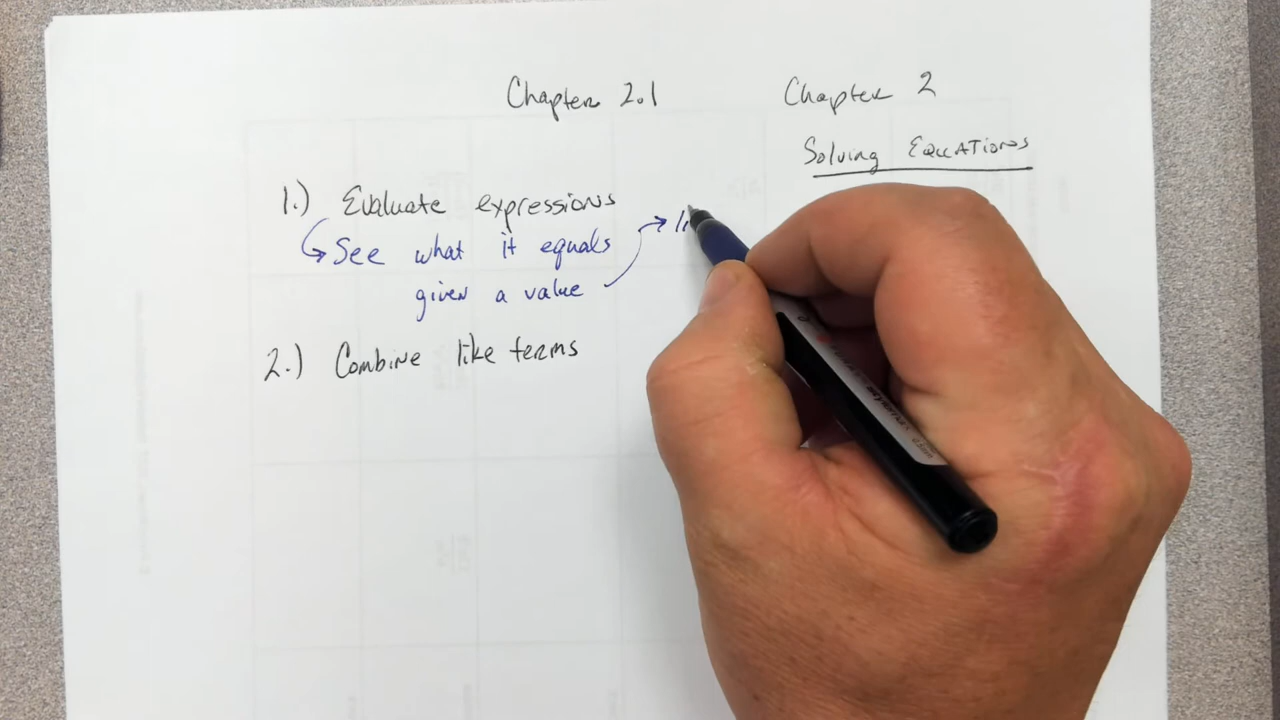 Chapter 2.1
Chapter 2
Solving Equations
1.) Evaluate expressions
See what it equals
given a value
2.) Combine like terms